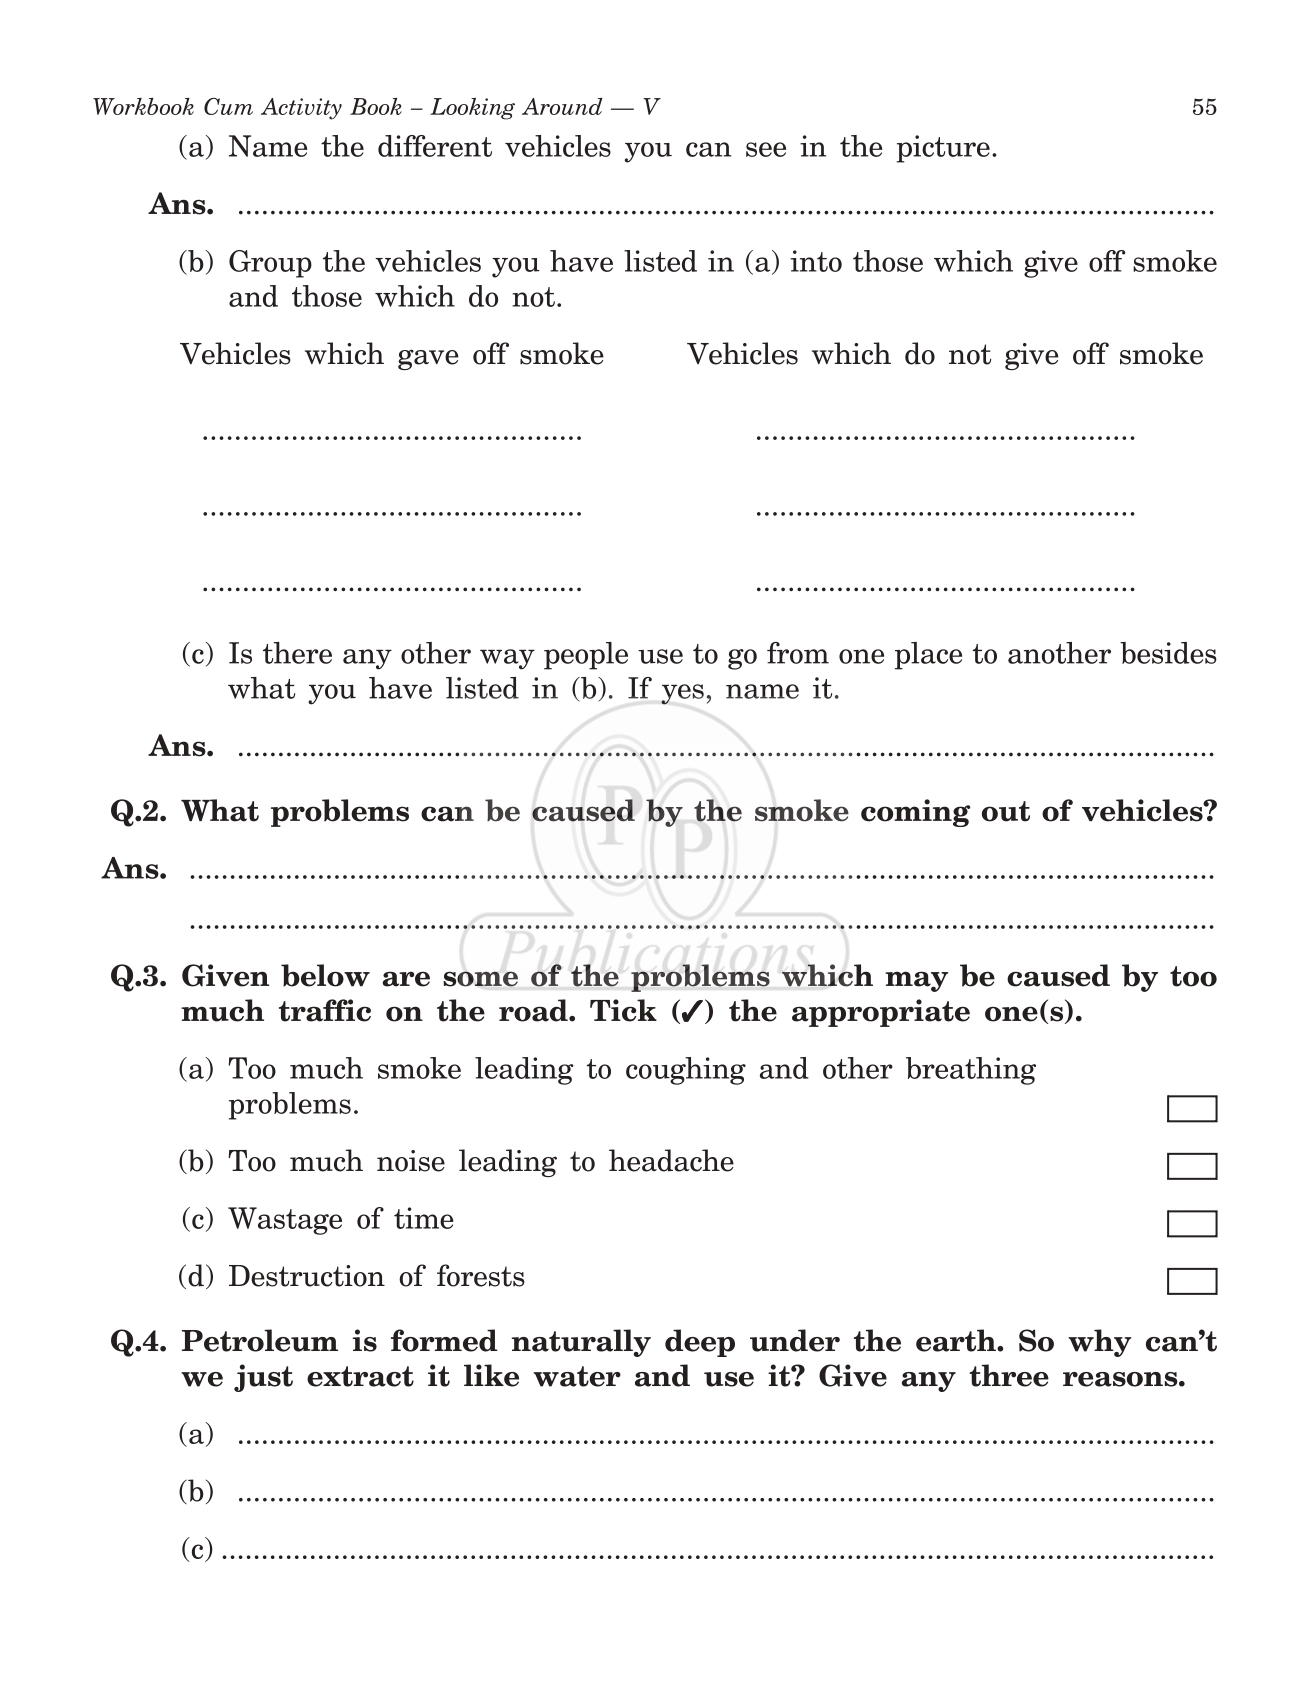 Workbook Cum Activity Book – Looking Around — V 55
(a) Name the different vehicles you can see in the picture.
Ans. ..........................................................................................................................
(b) Group the vehicles you have listed in (a) into those which give off smoke
and those which do not.
Vehicles which gave off smoke Vehicles which do not give off smoke
............................................... ...............................................
............................................... ...............................................
............................................... ...............................................
(c) Is there any other way people use to go from one place to another besides
what you have listed in (b). If yes, name it.
Ans. ..........................................................................................................................
Q.2. What problems can be caused by the smoke coming out of vehicles?
Ans. ................................................................................................................................
................................................................................................................................
PP
Publications
Q.3. Given below are some of the problems which may be caused by too
much traffic on the road. Tick (✓) the appropriate one(s).
(a) Too much smoke leading to coughing and other breathing
problems.
(b) Too much noise leading to headache
(c) Wastage of time
(d) Destruction of forests
Q.4. Petroleum is formed naturally deep under the earth. So why can't
we just extract it like water and use it? Give any three reasons.
(a) ..........................................................................................................................
(b) ..........................................................................................................................
(c) ............................................................................................................................